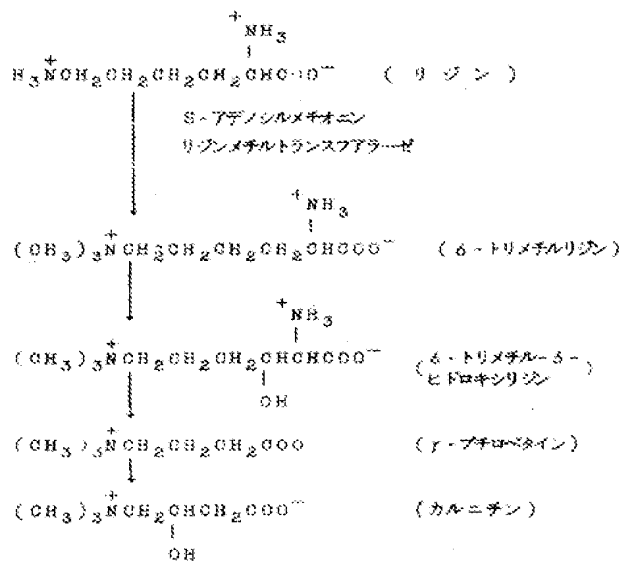 +NH3
H3N+CH2CH2CH2CH2CHCOO− (リジン)
S-アデノシルメチオニン
リジンメチルトランスフアラーゼ
+NH3
(CH3)3N+CH2CH2CH2CH2CHCOO− (δ-トリメチルリジン)
+NH3
(CH3)3N+CH2CH2CH2CHCHCOO− (δ-トリメチル-δ-
ヒドロキシリジン)
OH
(CH3)3N+CH2CH2CH2COO (γ-ブチロベタイン)
(CH3)3N+CH2CHCH2COO− (カルニチン)
OH